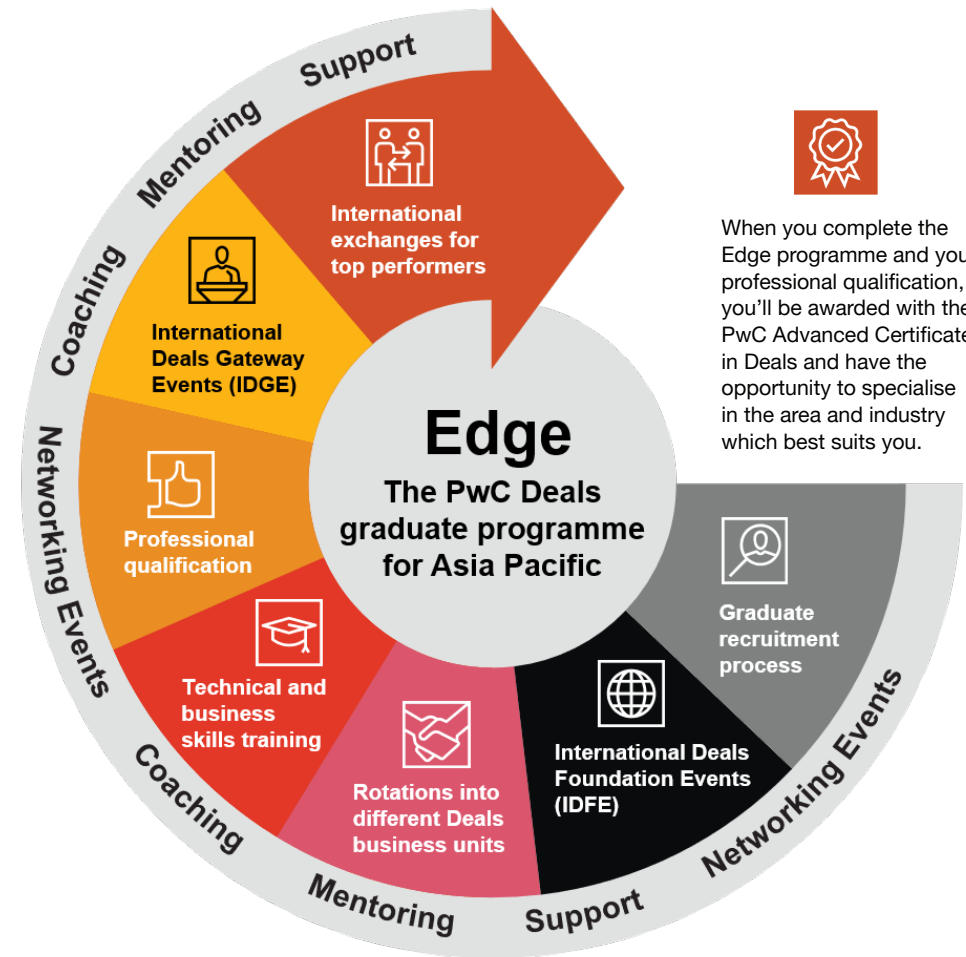 Support
Mentoring
Coaching
Networking Events
Coaching
Mentoring
Support
Networking Events
International
exchanges for
top performers
International
Deals Gateway
Events (IDGE)
Professional
qualification
Technical and
business
skills training
Rotations into
different Deals
business units
International Deals
Foundation Events
(IDFE)
Graduate
recruitment
process
Edge
The PwC Deals
graduate programme
for Asia Pacific
When you complete the
Edge programme and you
professional qualification,
you’ll be awarded with the
PwC Advanced Certificate
in Deals and have the
opportunity to specialise
in the area and industry
which best suits you.